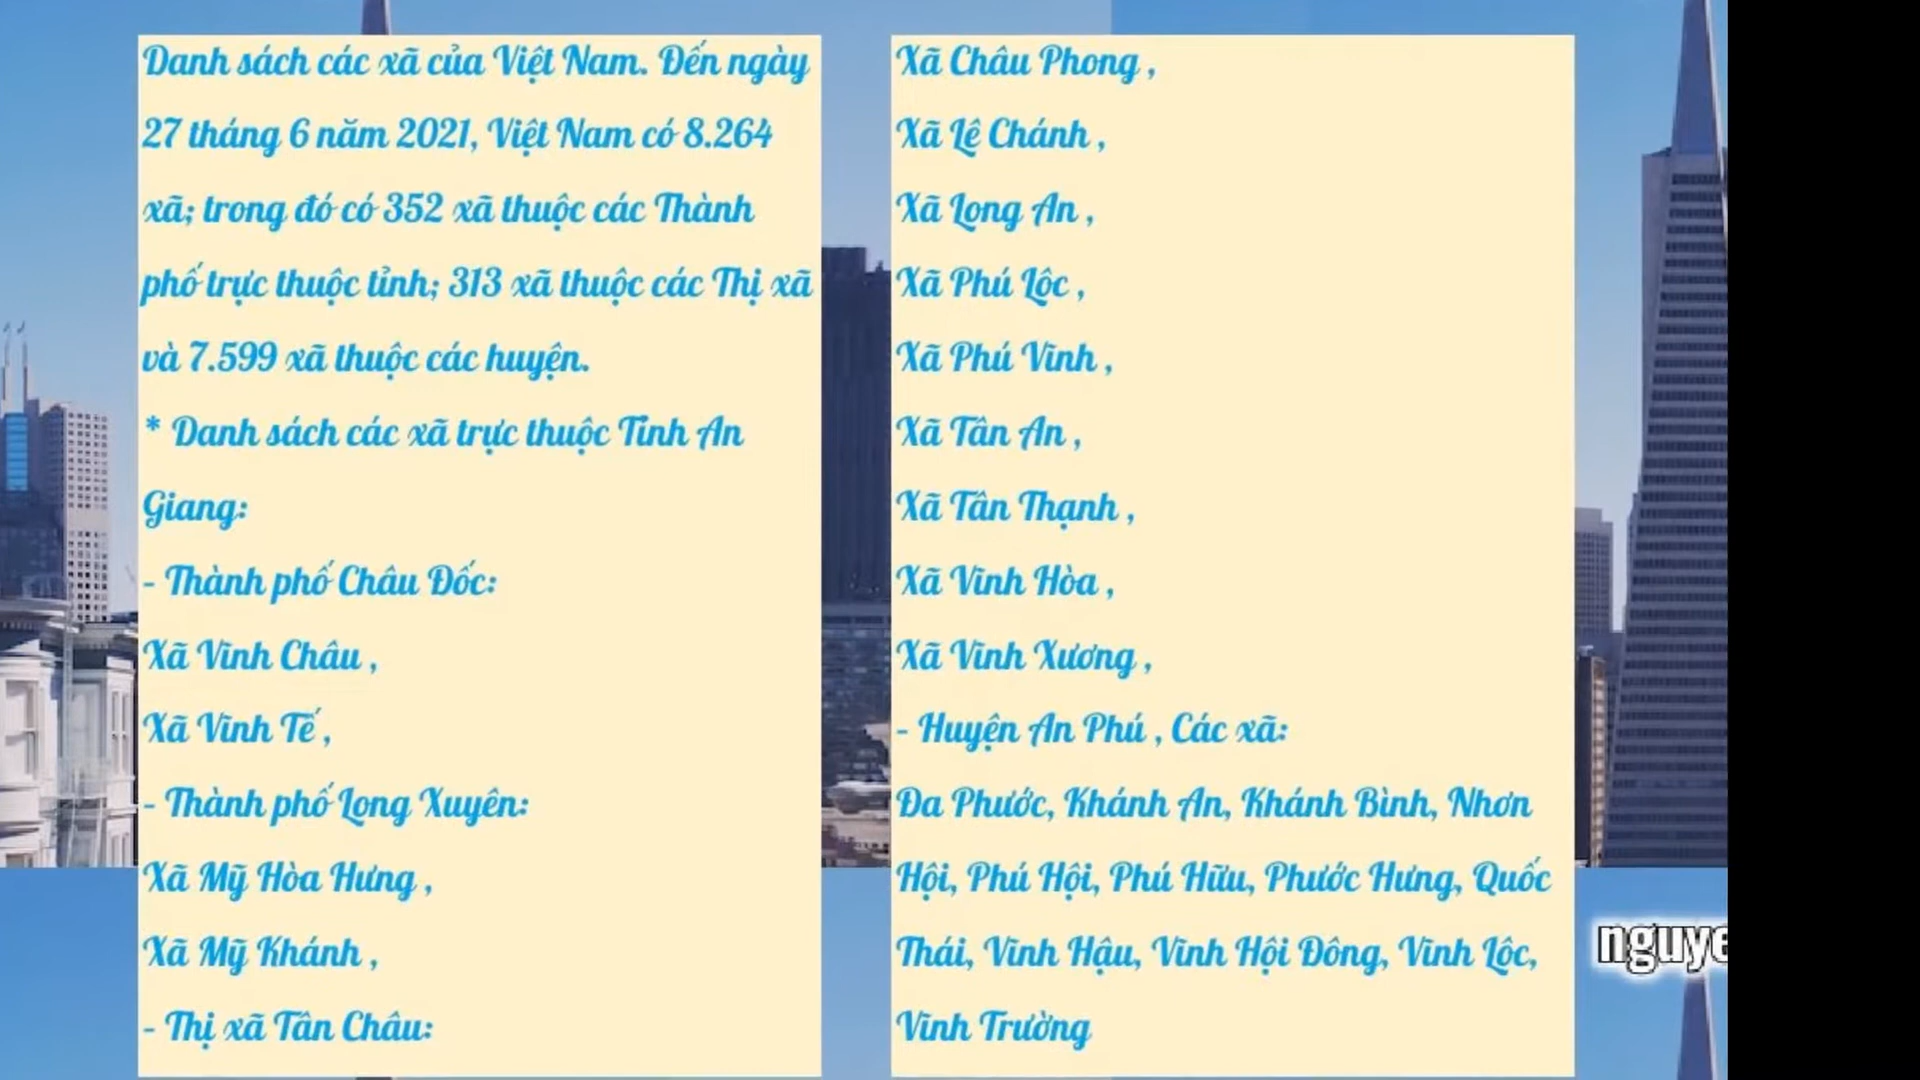 Danh sách các xã của Việt Nam. Đến ngày
27 tháng 6 năm 2021, Việt Nam có 8.264
xã; trong đó có 352 xã thuộc các Thành
phố trực thuộc tỉnh; 313 xã thuộc các Thị xã
và 7.599 xã thuộc các huyện.
* Danh sách các xã trực thuộc Tỉnh An
Giang:
- Thành phố Châu Đốc:
Xã Vĩnh Châu ,
Xã Vĩnh Tế ,
- Thành phố Long Xuyên:
Xã Mỹ Hòa Hưng ,
Xã Mỹ Khánh ,
- Thị xã Tân Châu:
Xã Châu Phong ,
Xã Lê Chánh ,
Xã Long An ,
Xã Phú Lộc ,
Xã Phú Vĩnh ,
Xã Tân An ,
Xã Tân Thạnh ,
Xã Vĩnh Hòa ,
Xã Vĩnh Xương ,
- Huyện An Phú , Các xã:
Đa Phước, Khánh An, Khánh Bình, Nhơn
Hội, Phú Hội, Phú Hữu, Phước Hưng, Quốc
Thái, Vĩnh Hậu, Vĩnh Hội Đông, Vĩnh Lộc,
Vĩnh Trường
nguye